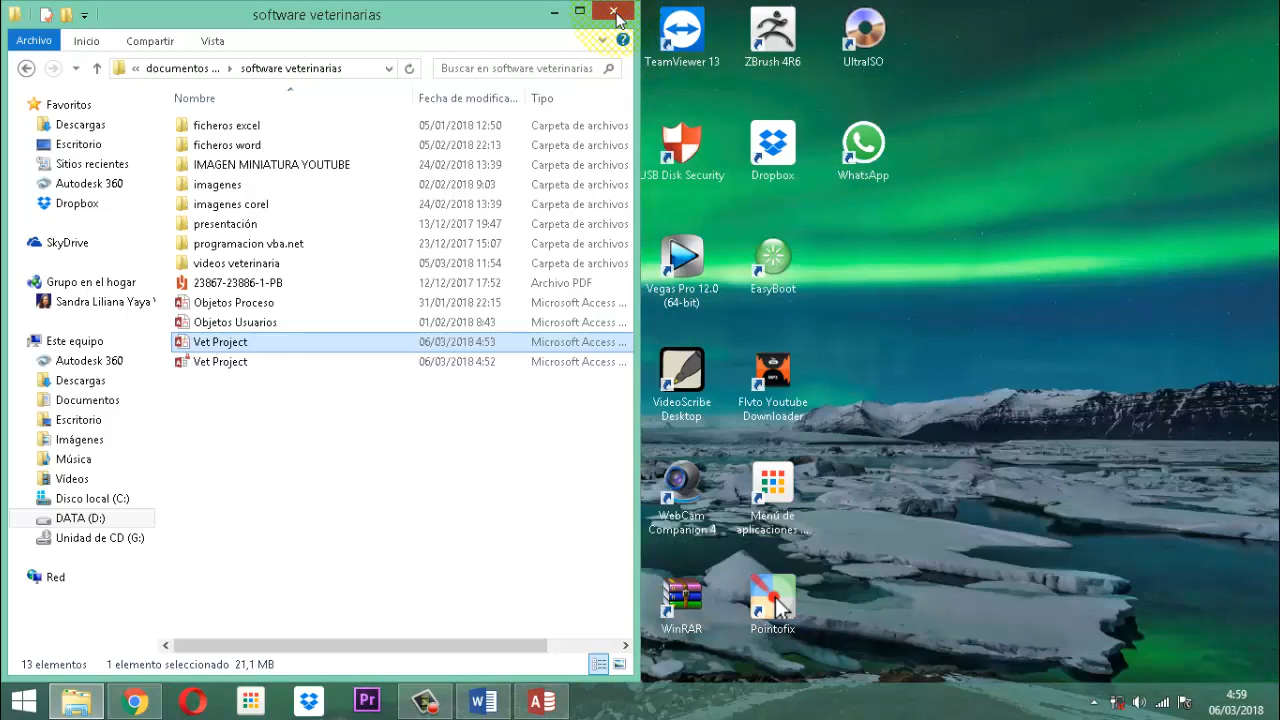 software veterinarias
Archivo Inicio Compartir Vista
« documentos ... software veterinarias Buscar en software veterinarias
Nombre Fecha de modifica... Tipo
Favoritos
Descargas
Escritorio
Sitios recientes
Autodesk 360
Dropbox
SkyDrive
Grupo en el hogar
Sandra Liliana Yaya
Este equipo
Autodesk 360
Descargas
Documentos
Escritorio
Imágenes
Música
Vídeos
Disco local (C:)
DATA (D:)
Unidad de CD (G:)
Red
ficheros excel 05/01/2018 12:50 Carpeta de archivos
ficheros word 05/02/2018 22:13 Carpeta de archivos
IMAGEN MINIATURA YOUTUBE 24/02/2018 13:39 Carpeta de archivos
imagenes 02/02/2018 9:03 Carpeta de archivos
imagenes corel 24/02/2018 13:39 Carpeta de archivos
presentación 13/12/2017 19:47 Carpeta de archivos
programacion vba.net 23/12/2017 15:07 Carpeta de archivos
videos veterinaria 05/03/2018 11:54 Carpeta de archivos
23867-23886-1-PB 12/12/2017 17:52 Archivo PDF
Objetos Proceso 31/01/2018 22:15 Microsoft Access ...
Objetos Usuarios 01/02/2018 8:43 Microsoft Access ...
Vet Project 06/03/2018 4:53 Microsoft Access ...
Vet Project 06/03/2018 4:52 Microsoft Access ...
13 elementos 1 elemento seleccionado 21,1 MB
TeamViewer 13
ZBrush 4R6
UltraISO
USB Disk Security
Dropbox
WhatsApp
Vegas Pro 12.0
(64-bit)
EasyBoot
VideoScribe
Desktop
Flvto Youtube
Downloader
MP3
WebCam
Companion 4
Menú de
aplicaciones ...
WinRAR
Pointofix
Pr
4:59
06/03/2018